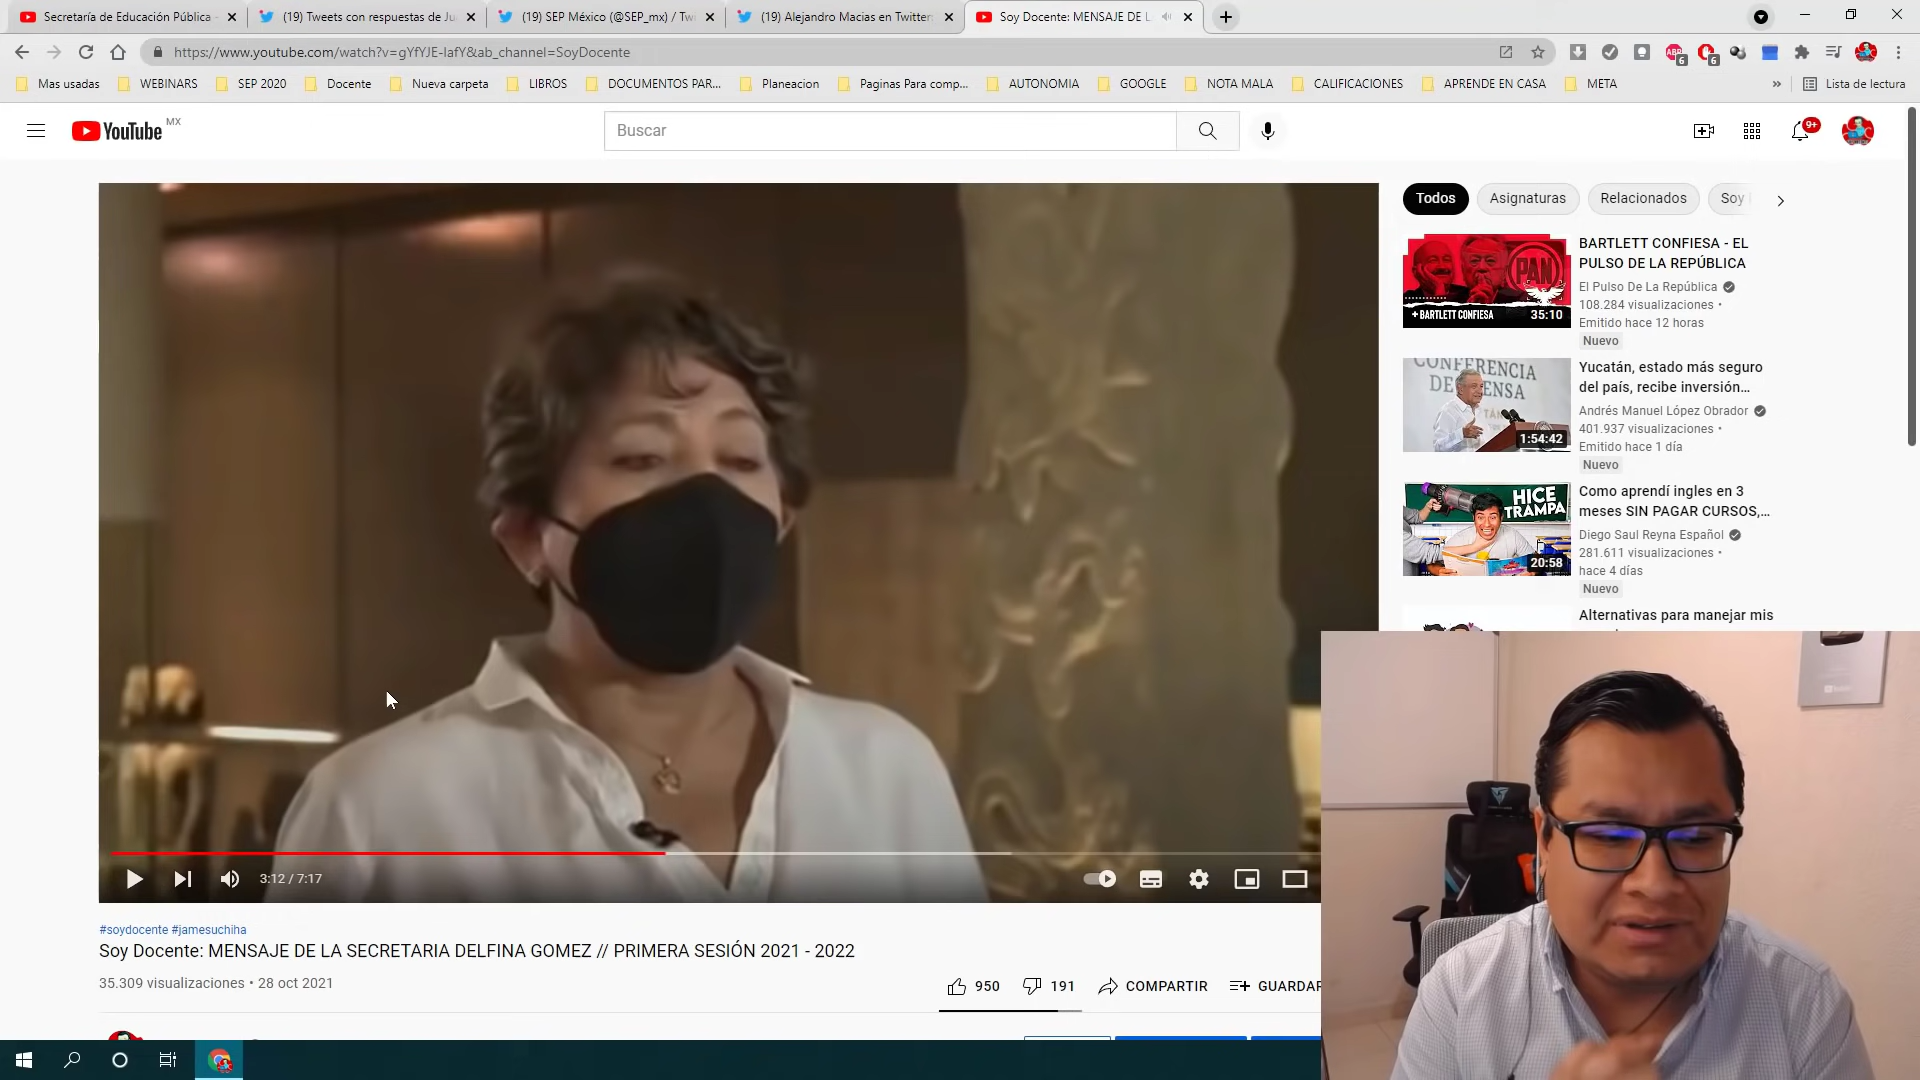 Secretaría de Educación Pública -
(19) Tweets con respuestas de Ju
(19) SEP México (@SEP_mx) / Twi
(19) Alejandro Macias en Twitter:
Soy Docente: MENSAJE DE L
https://www.youtube.com/watch?v=gYfYJE-IafY&ab_channel=SoyDocente
ABP
6
6
Mas usadas
WEBINARS
SEP 2020
Docente
Nueva carpeta
LIBROS
DOCUMENTOS PAR...
Planeacion
Paginas Para comp...
AUTONOMIA
GOOGLE
NOTA MALA
CALIFICACIONES
APRENDE EN CASA
META
»
Lista de lectura
YouTube MX
Buscar
9+
Todos
Asignaturas
Relacionados
Soy
PAN
+ BARTLETT CONFIESA
35:10
BARTLETT CONFIESA - EL
PULSO DE LA REPÚBLICA
El Pulso De La República
108.284 visualizaciones •
Emitido hace 12 horas
Nuevo
CONFERENCIA
1:54:42
Yucatán, estado más seguro
del país, recibe inversión...
Andrés Manuel López Obrador
401.937 visualizaciones •
Emitido hace 1 día
Nuevo
HICE
TRAMPA
20:58
Como aprendí ingles en 3
meses SIN PAGAR CURSOS,...
Diego Saul Reyna Español
281.611 visualizaciones •
hace 4 días
Nuevo
Alternativas para manejar mis
3:12 / 7:17
#soydocente #jamesuchiha
Soy Docente: MENSAJE DE LA SECRETARIA DELFINA GOMEZ // PRIMERA SESIÓN 2021 - 2022
35.309 visualizaciones • 28 oct 2021
950
191
COMPARTIR
GUARDAR